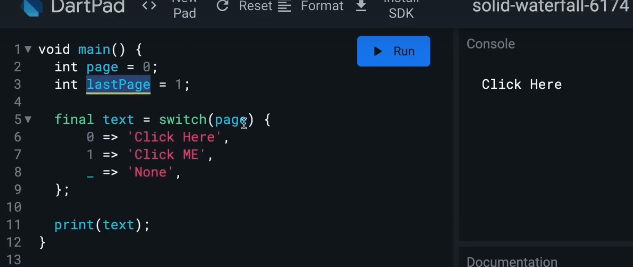 DartPad
<> New Pad
Reset
Format
Install SDK
solid-waterfall-6174
1 void main() {
2 int page = 0;
3 int lastPage = 1;
4
5 final text = switch(page) {
6 0 => 'Click Here',
7 1 => 'Click ME',
8 _ => 'None',
9 };
10
11 print(text);
12 }
13
Run
Console
Click Here
Documentation